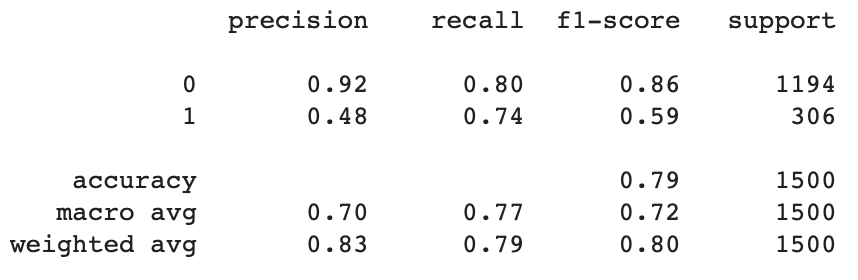 precision recall f1-score support
0 0.92 0.80 0.86 1194
1 0.48 0.74 0.59 306
accuracy 0.79 1500
macro avg 0.70 0.77 0.72 1500
weighted avg 0.83 0.79 0.80 1500